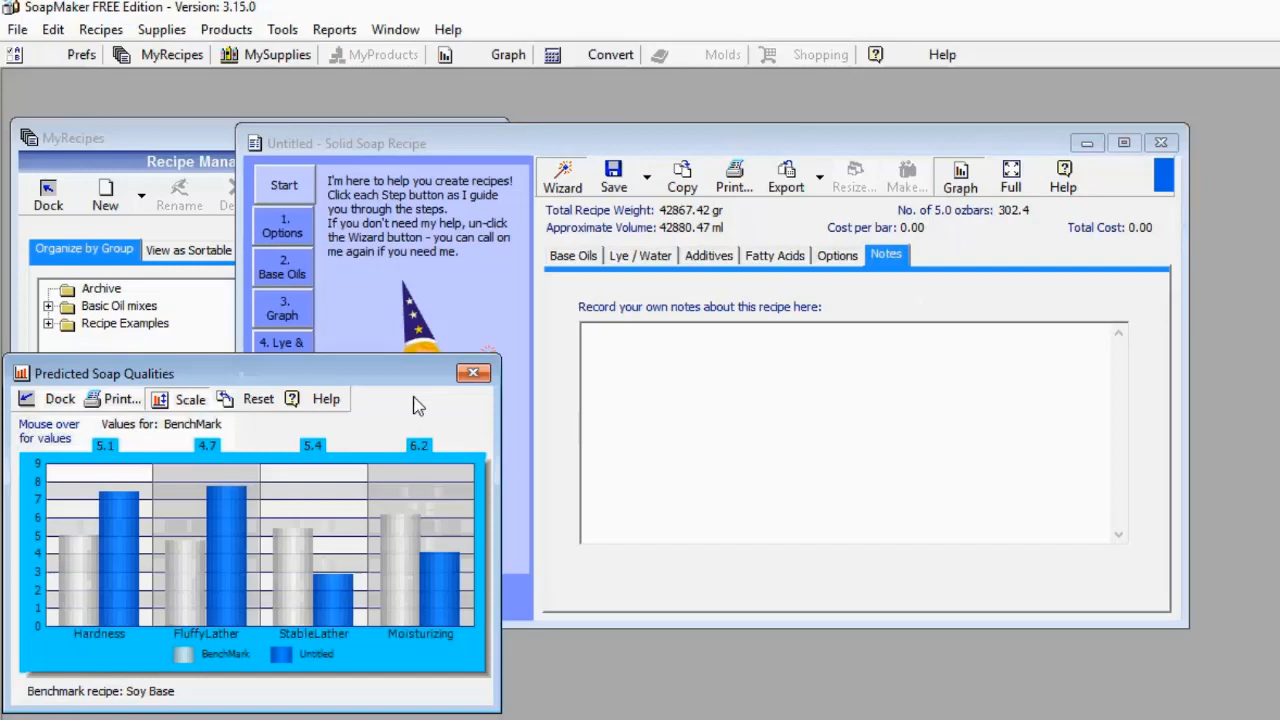 SoapMaker FREE Edition - Version: 3.15.0
File Edit Recipes Supplies Products Tools Reports Window Help
Prefs MyRecipes MySupplies MyProducts Graph Convert Molds Shopping Help
MyRecipes
Recipe Mana
Dock New Rename De
Organize by Group View as Sortable
Archive
Basic Oil mixes
Recipe Examples
Untitled - Solid Soap Recipe
Start
1.
Options
2.
Base Oils
3.
Graph
4. Lye &
I'm here to help you create recipes!
Click each Step button as I guide
you through the steps.
If you don't need my help, un-click
the Wizard button - you can call on
me again if you need me.
Wizard Save Copy Print... Export Resize... Make... Graph Full Help
Total Recipe Weight: 42867.42 gr No. of 5.0 ozbars: 302.4
Approximate Volume: 42880.47 ml Cost per bar: 0.00 Total Cost: 0.00
Base Oils Lye / Water Additives Fatty Acids Options Notes
Record your own notes about this recipe here:
Predicted Soap Qualities
Dock Print... Scale Reset Help
Mouse over
for values
Values for: BenchMark
5.1 4.7 5.4 6.2
9
8
7
6
5
4
3
2
1
0
Hardness FluffyLather StableLather Moisturizing
BenchMark Untitled
Benchmark recipe: Soy Base